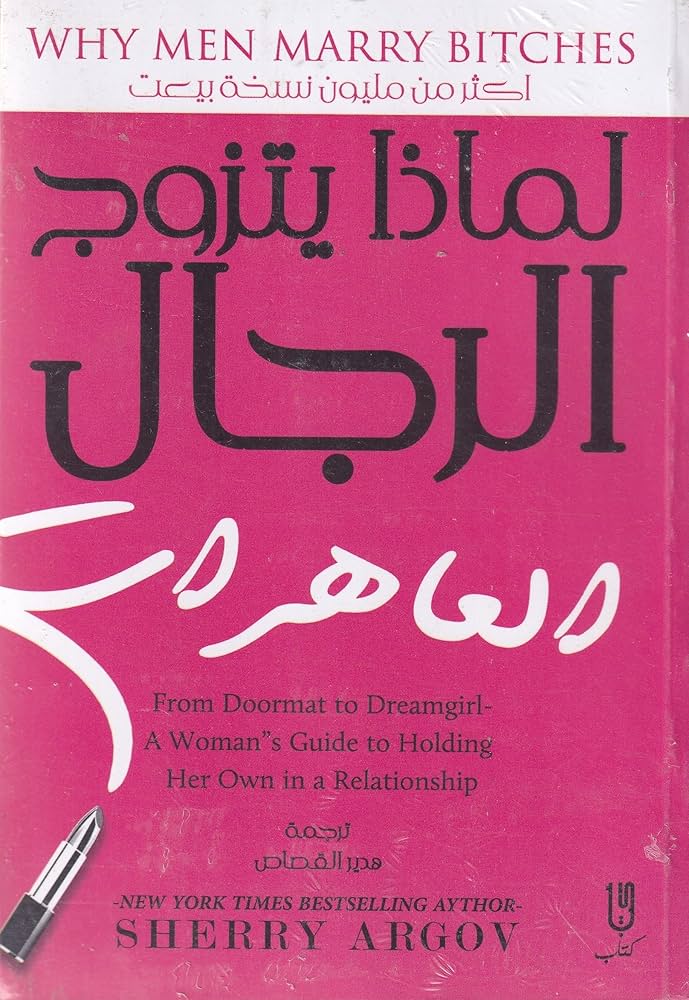 WHY MEN MARRY BITCHES
اكثر من مليون نسخة بيعت
لماذا يتزوج
الرجال
العاهرات
From Doormat to Dreamgirl-
A Woman"s Guide to Holding
Her Own in a Relationship
ترجمة
هدير القصاص
-NEW YORK TIMES BESTSELLING AYTHOR-
SHERRY ARGOV
كتاب